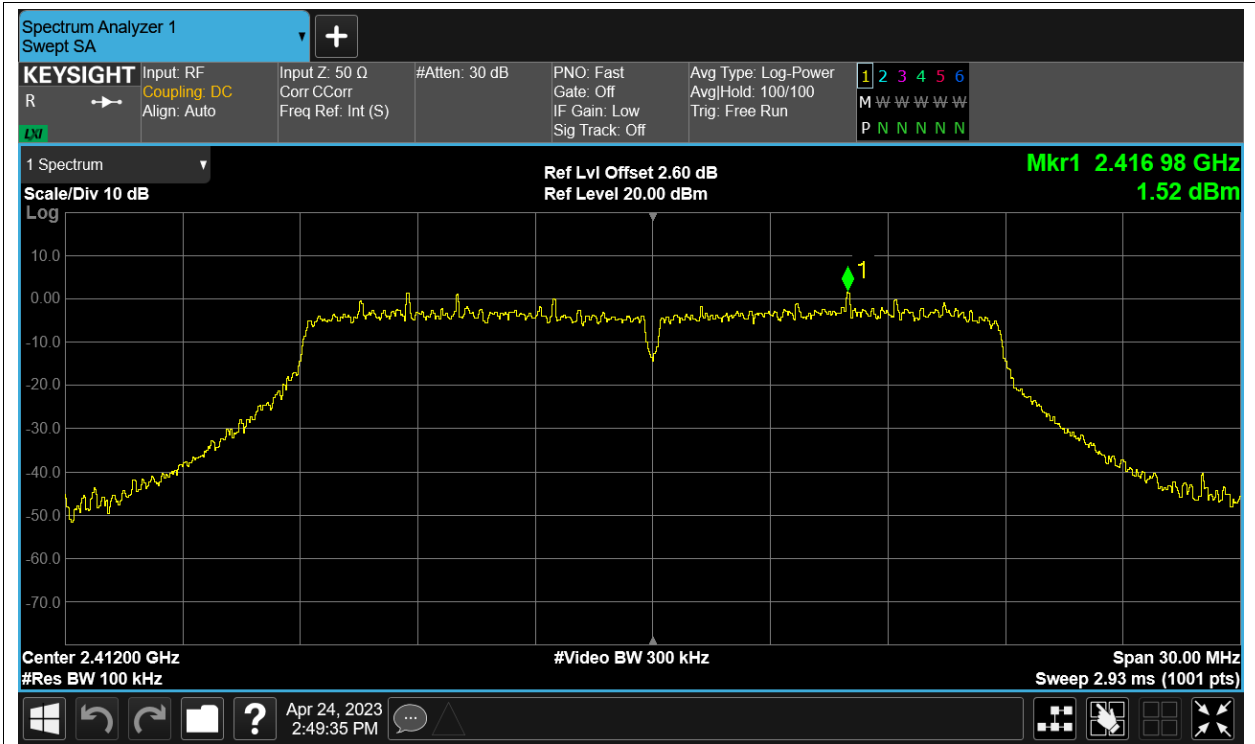 Spectrum Analyzer 1
Swept SA
KEYSIGHT
R
LXI
Input: RF
Coupling: DC
Align: Auto
Input Z: 50 Ω
Corr CCorr
Freq Ref: Int (S)
#Atten: 30 dB
PNO: Fast
Gate: Off
IF Gain: Low
Sig Track: Off
Avg Type: Log-Power
Avg|Hold: 100/100
Trig: Free Run
1 2 3 4 5 6
M W W W W W
P N N N N N
1 Spectrum
Scale/Div 10 dB
Log
Ref Lvl Offset 2.60 dB
Ref Level 20.00 dBm
Mkr1 2.416 98 GHz
1.52 dBm
1
10.0
0.00
-10.0
-20.0
-30.0
-40.0
-50.0
-60.0
-70.0
Center 2.41200 GHz
#Res BW 100 kHz
#Video BW 300 kHz
Span 30.00 MHz
Sweep 2.93 ms (1001 pts)
?
Apr 24, 2023
2:49:35 PM